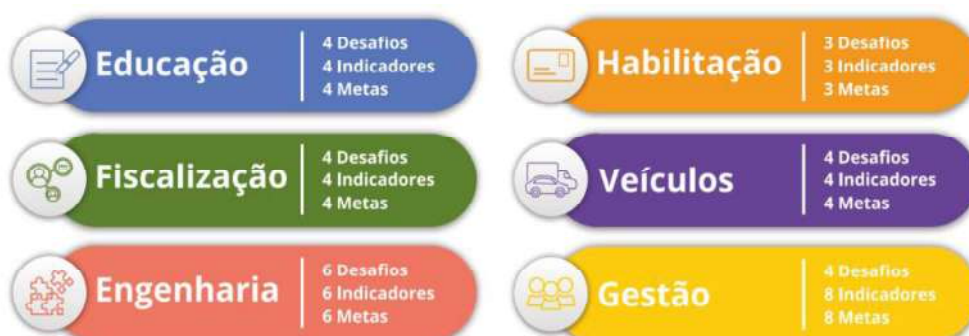 Educação
4 Desafios
4 Indicadores
4 Metas
Habilitação
3 Desafios
3 Indicadores
3 Metas
Fiscalização
4 Desafios
4 Indicadores
4 Metas
Veículos
4 Desafios
4 Indicadores
4 Metas
Engenharia
6 Desafios
6 Indicadores
6 Metas
Gestão
4 Desafios
8 Indicadores
8 Metas